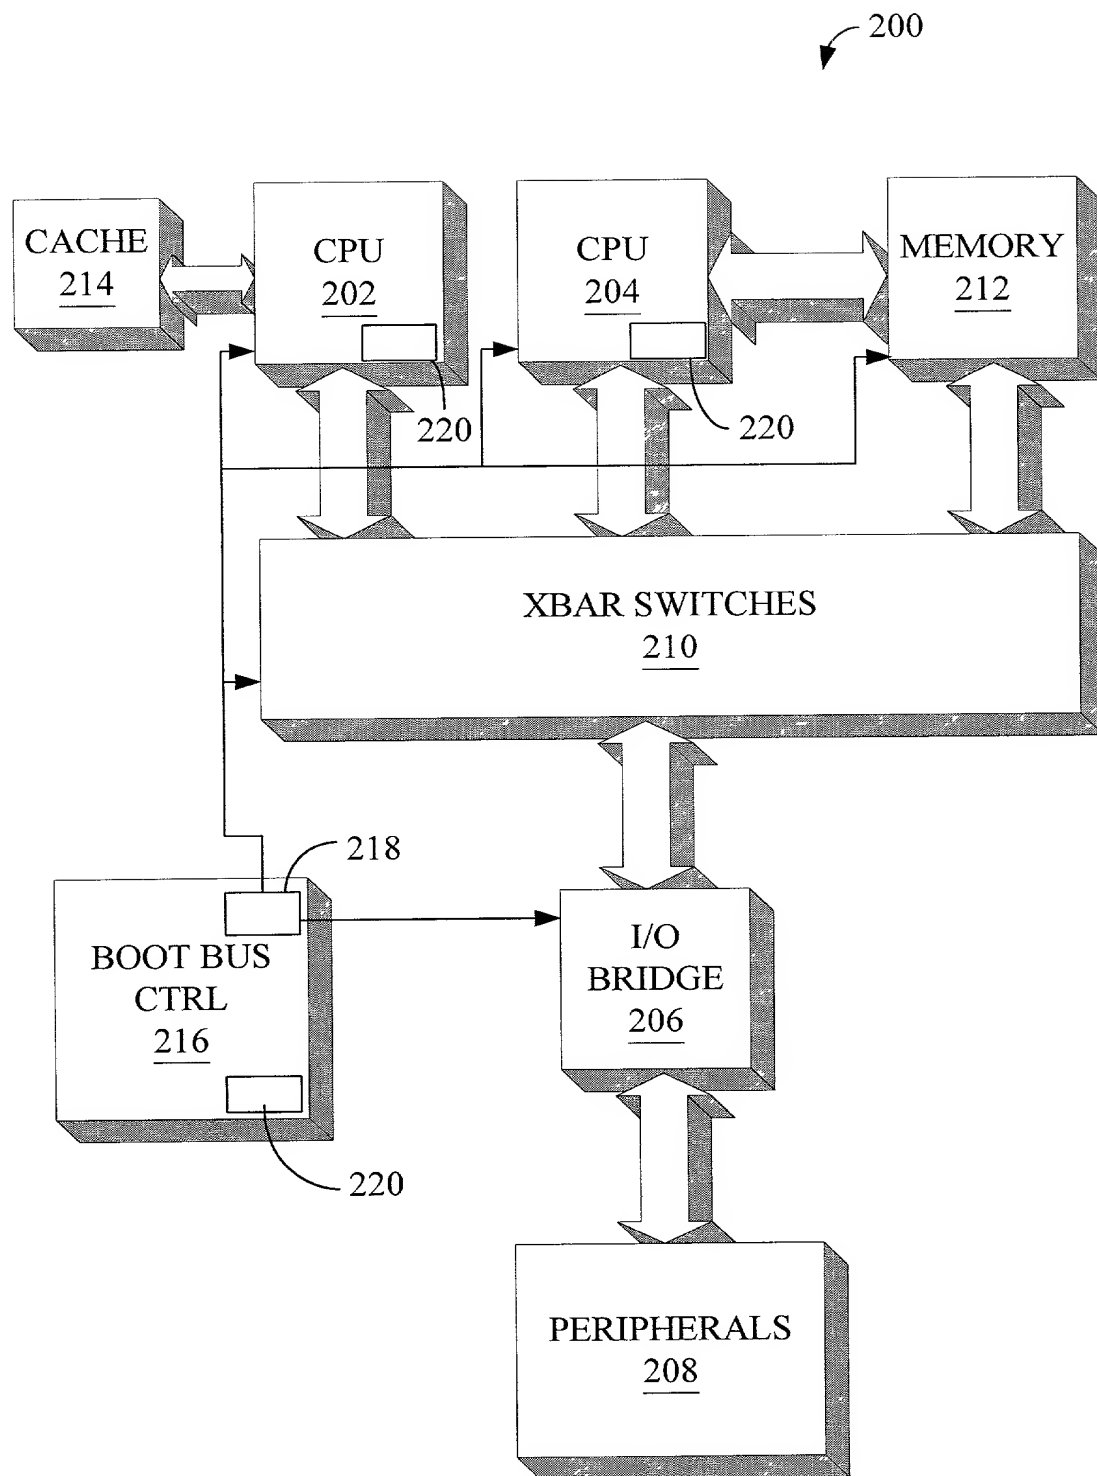 200
CACHE
214
CPU
202
CPU
204
MEMORY
212
220
220
XBAR SWITCHES
210
218
BOOT BUS
CTRL
216
I/O
BRIDGE
206
220
PERIPHERALS
208